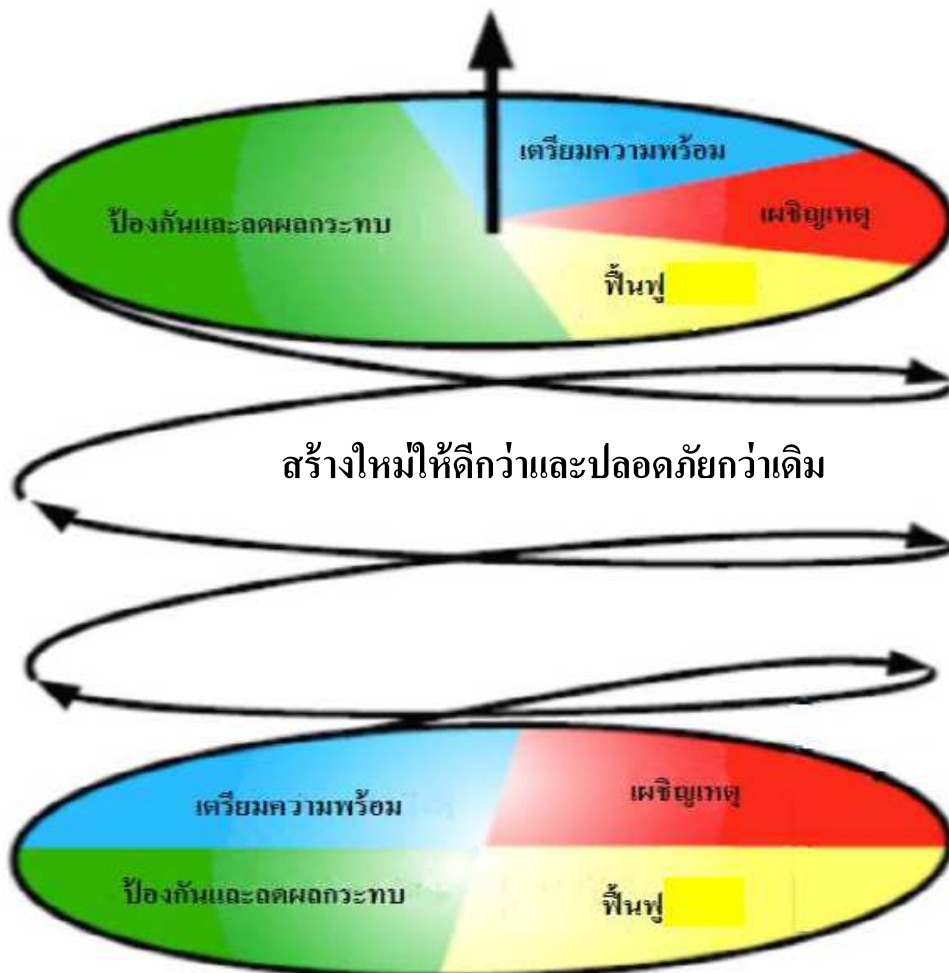 เตรียมความพร้อม
ป้องกันและลดผลกระทบ
เผชิญเหตุ
ฟื้นฟู
สร้างใหม่ให้ดีกว่าและปลอดภัยกว่าเดิม
เตรียมความพร้อม
เผชิญเหตุ
ป้องกันและลดผลกระทบ
ฟื้นฟู